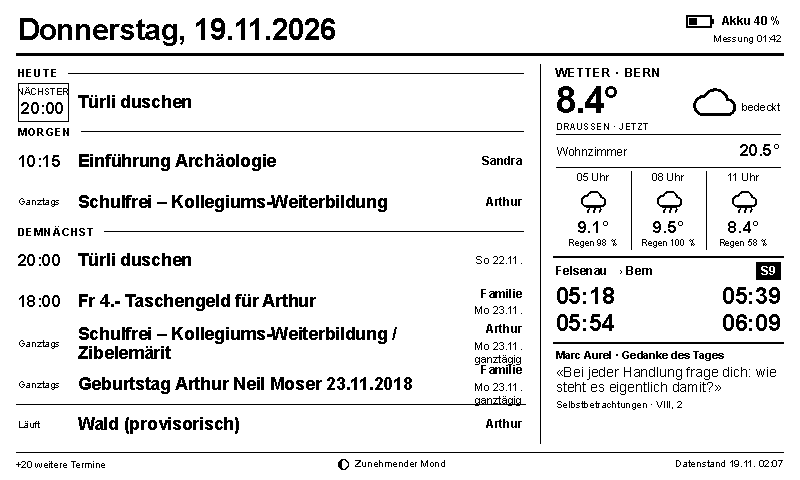 Donnerstag, 19.11.2026
Akku 40 %
Messung 01:42
HEUTE
NÄCHSTER
20:00 Türli duschen
MORGEN
10:15 Einführung Archäologie Sandra
Ganztags Schulfrei – Kollegiums-Weiterbildung Arthur
DEMNÄCHST
20:00 Türli duschen So 22.11.
18:00 Fr 4.- Taschengeld für Arthur Familie
Mo 23.11.
Ganztags Schulfrei – Kollegiums-Weiterbildung /
Zibelemärit
Arthur
Mo 23.11.
ganztägig
Ganztags Geburtstag Arthur Neil Moser 23.11.2018 Familie
Mo 23.11.
ganztägig
Läuft Wald (provisorisch) Arthur
WETTER · BERN
8.4° bedeckt
DRAUSSEN · JETZT
Wohnzimmer 20.5°
05 Uhr 08 Uhr 11 Uhr
9.1° 9.5° 8.4°
Regen 98 % Regen 100 % Regen 58 %
Felsenau › Bern S9
05:18 05:39
05:54 06:09
Marc Aurel · Gedanke des Tages
«Bei jeder Handlung frage dich: wie
steht es eigentlich damit?»
Selbstbetrachtungen · VIII, 2
+20 weitere Termine
Zunehmender Mond
Datenstand 19.11. 02:07